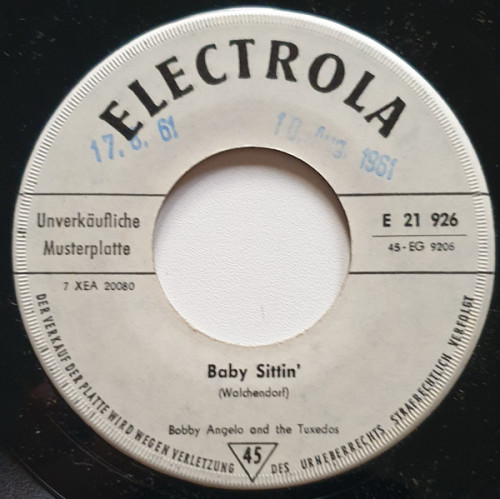 ELECTROLA
17. 8. 61
10. Aug. 1961
Unverkäufliche
Musterplatte
E 21 926
45-EG 9206
7 XEA 20080
Baby Sittin'
(Walchendorf)
Bobby Angelo and the Tuxedos
45
DER VERKAUF DER PLATTE WIRD WEGEN VERLETZUNG DES URHEBERRECHTS STRAFRECHTLICH VERFOLGT